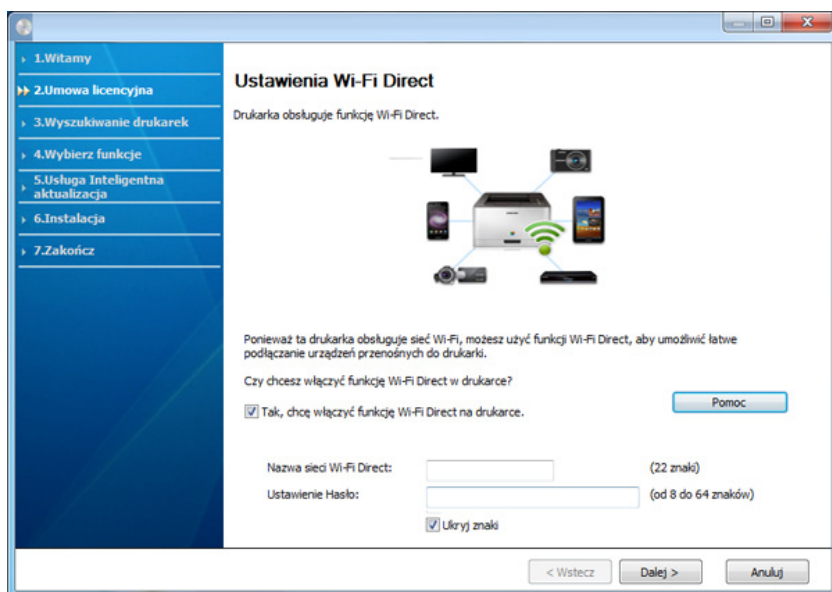 1.Witamy
2.Umowa licencyjna
3.Wyszukiwanie drukarek
4.Wybierz funkcje
5.Usługa Inteligentna
aktualizacja
6.Instalacja
7.Zakończ
Ustawienia Wi-Fi Direct
Drukarka obsługuje funkcję Wi-Fi Direct.
Ponieważ ta drukarka obsługuje sieć Wi-Fi, możesz użyć funkcji Wi-Fi Direct, aby umożliwić łatwe
podłączanie urządzeń przenośnych do drukarki.
Czy chcesz włączyć funkcję Wi-Fi Direct w drukarce?
Tak, chcę włączyć funkcję Wi-Fi Direct na drukarce.
Pomoc
Nazwa sieci Wi-Fi Direct: (22 znaki)
Ustawienie Hasło: (od 8 do 64 znaków)
Ukryj znaki
< Wstecz Dalej > Anuluj